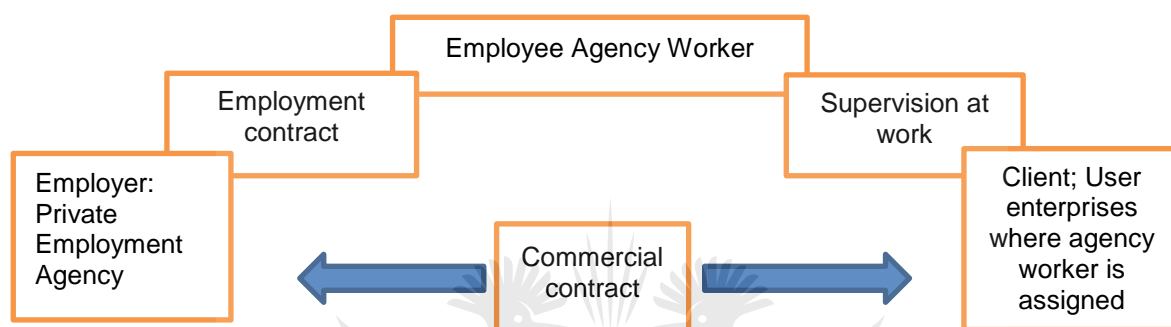 Employee Agency Worker
Employment
contract
Supervision at
work
Employer:
Private
Employment
Agency
Commercial
contract
Client; User
enterprises
where agency
worker is
assigned